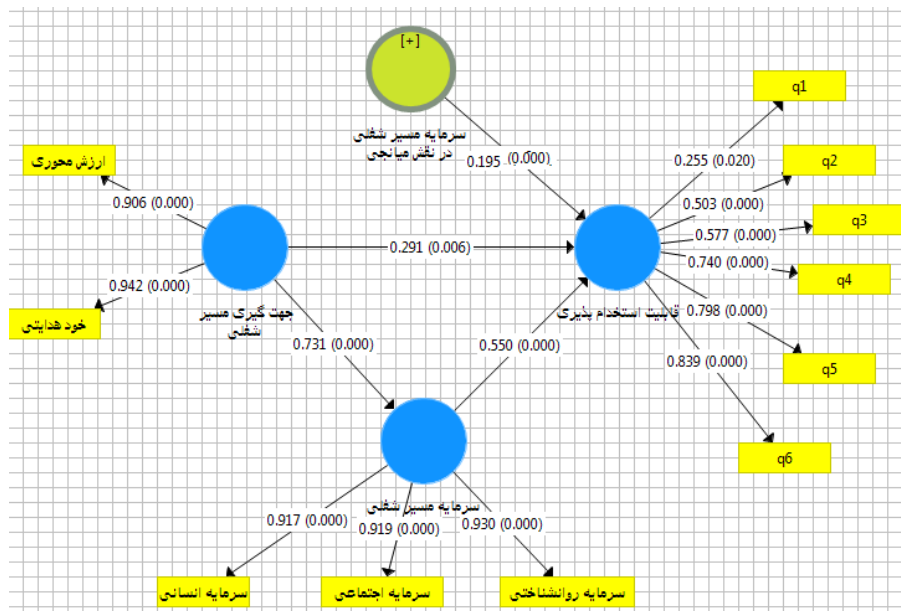 [+]
سرمایه مسیر شغلی
در نقش میانجی
0.195 (0.000)
q1
0.255 (0.020)
ارزش محوری
q2
0.906 (0.000)
0.503 (0.000)
q3
0.577 (0.000)
0.291 (0.006)
0.740 (0.000)
q4
0.942 (0.000)
خود هدایتی
جهت گیری مسیر
شغلی
قابلیت استخدام پذیری
0.798 (0.000)
0.731 (0.000)
0.550 (0.000)
0.839 (0.000)
q5
q6
سرمایه مسیر شغلی
0.917 (0.000)
0.919 (0.000)
0.930 (0.000)
سرمایه انسانی
سرمایه اجتماعی
سرمایه روانشناختی